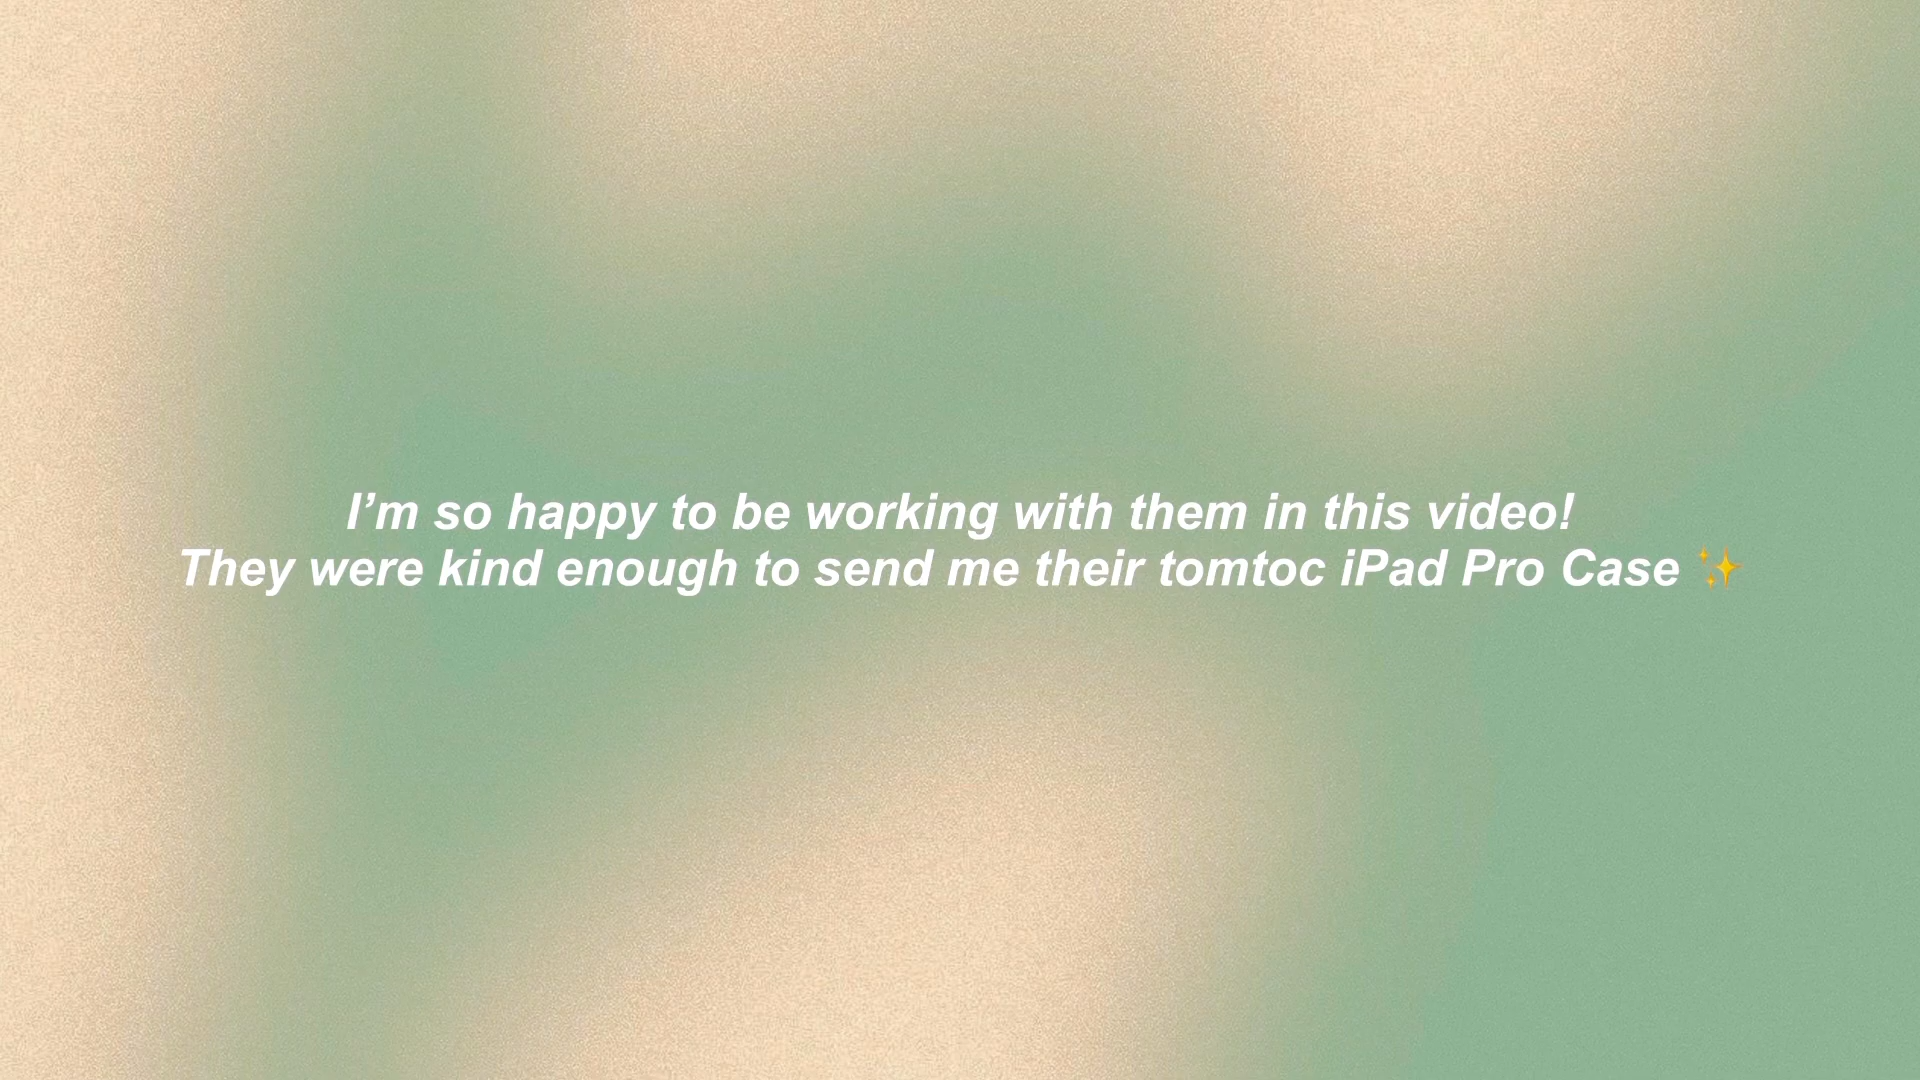 I’m so happy to be working with them in this video!
They were kind enough to send me their tomtoc iPad Pro Case ✨